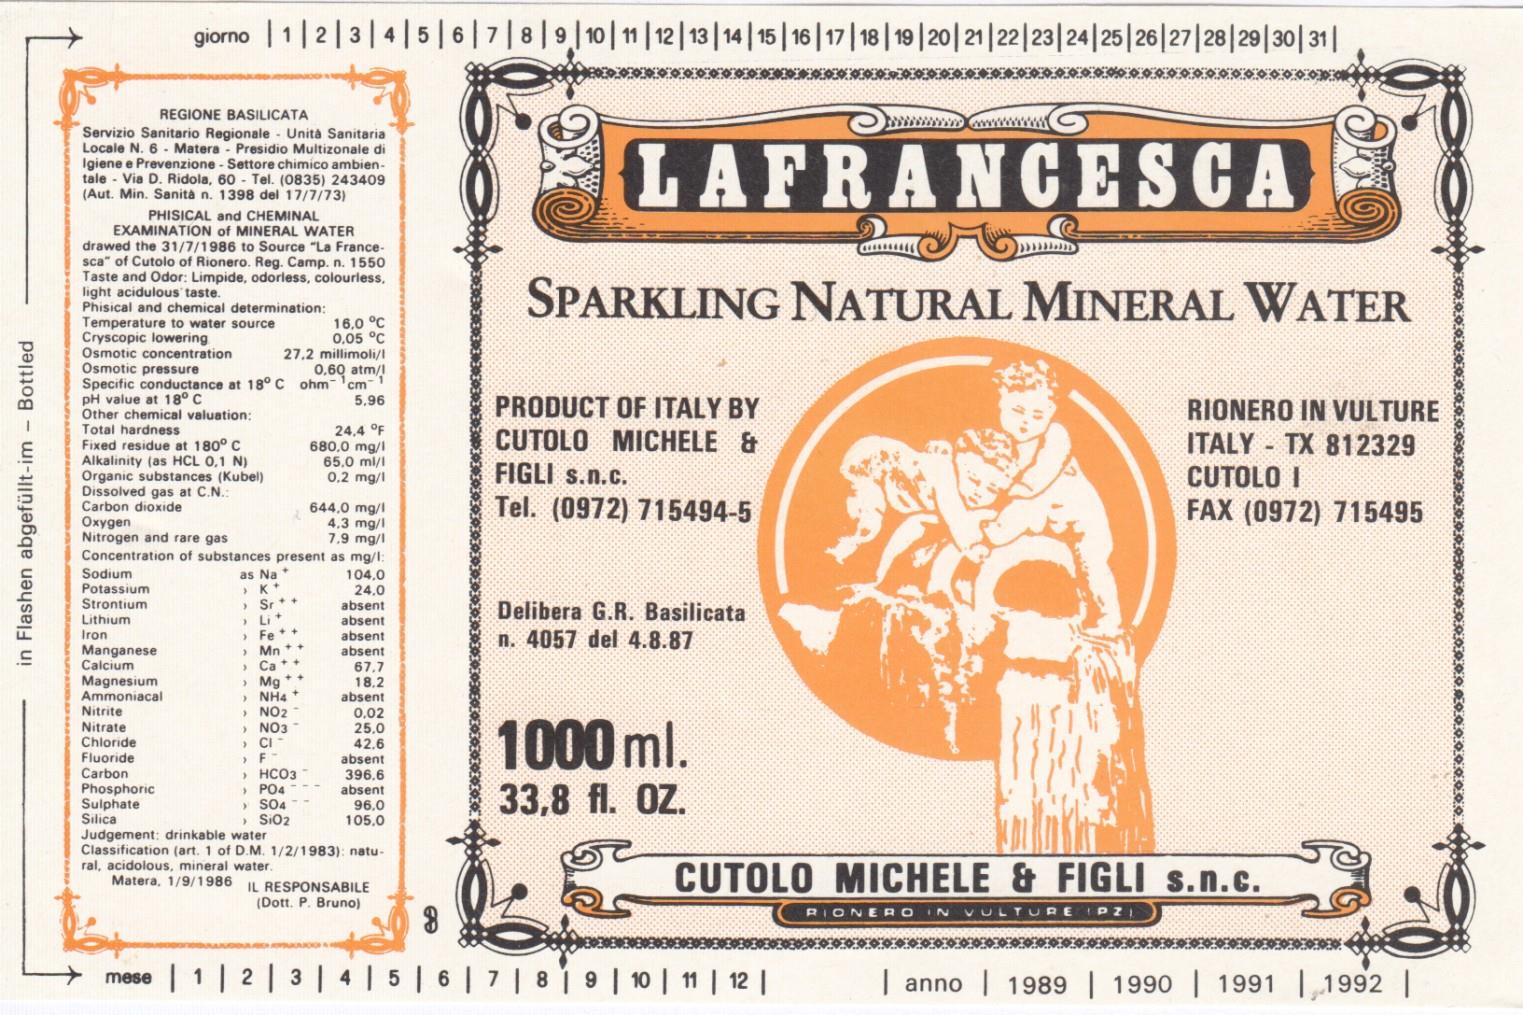 giorno | 1 | 2 | 3 | 4 | 5 | 6 | 7 | 8 | 9 | 10 | 11 | 12 | 13 | 14 | 15 | 16 | 17 | 18 | 19 | 20 | 21 | 22 | 23 | 24 | 25 | 26 | 27 | 28 | 29 | 30 | 31 |
in Flashen abgefüllt-im – Bottled
REGIONE BASILICATA
Servizio Sanitario Regionale - Unità Sanitaria
Locale N. 6 - Matera - Presidio Multizonale di
Igiene e Prevenzione - Settore chimico ambien-
tale - Via D. Ridola, 60 - Tel. (0835) 243409
(Aut. Min. Sanità n. 1398 del 17/7/73)
PHISICAL and CHEMINAL
EXAMINATION of MINERAL WATER
drawed the 31/7/1986 to Source "La France-
sca" of Cutolo of Rionero. Reg. Camp. n. 1550
Taste and Odor: Limpide, odorless, colourless,
light acidulous taste.
Phisical and chemical determination:
Temperature to water source 16,0 °C
Cryscopic lowering 0,05 °C
Osmotic concentration 27,2 millimoli/l
Osmotic pressure 0,60 atm/l
Specific conductance at 18° C ohm⁻¹cm⁻¹
pH value at 18° C 5,96
Other chemical valuation:
Total hardness 24,4 °F
Fixed residue at 180° C 680,0 mg/l
Alkalinity (as HCL 0,1 N) 65,0 ml/l
Organic substances (Kubel) 0,2 mg/l
Dissolved gas at C.N.:
Carbon dioxide 644,0 mg/l
Oxygen 4,3 mg/l
Nitrogen and rare gas 7,9 mg/l
Concentration of substances present as mg/l:
Sodium as Na⁺ 104,0
Potassium › K⁺ 24,0
Strontium › Sr⁺⁺ absent
Lithium › Li⁺ absent
Iron › Fe⁺⁺ absent
Manganese › Mn⁺⁺ absent
Calcium › Ca⁺⁺ 67.7
Magnesium › Mg⁺⁺ 18,2
Ammoniacal › NH4⁺ absent
Nitrite › NO2⁻ 0,02
Nitrate › NO3⁻ 25,0
Chloride › Cl⁻ 42,6
Fluoride › F⁻ absent
Carbon › HCO3⁻ 396,6
Phosphoric › PO4⁻⁻⁻ absent
Sulphate › SO4⁻⁻ 96,0
Silica › SiO2 105,0
Judgement: drinkable water
Classification (art. 1 of D.M. 1/2/1983): natu-
ral, acidolous, mineral water.
Matera, 1/9/1986 IL RESPONSABILE
(Dott. P. Bruno)
LAFRANCESCA
SPARKLING NATURAL MINERAL WATER
PRODUCT OF ITALY BY
CUTOLO MICHELE &
FIGLI s.n.c.
Tel. (0972) 715494-5
RIONERO IN VULTURE
ITALY - TX 812329
CUTOLO I
FAX (0972) 715495
Delibera G.R. Basilicata
n. 4057 del 4.8.87
1000 ml.
33,8 fl. OZ.
CUTOLO MICHELE & FIGLI s.n.c.
RIONERO IN VULTURE (PZ)
mese | 1 | 2 | 3 | 4 | 5 | 6 | 7 | 8 | 9 | 10 | 11 | 12 | | anno | 1989 | 1990 | 1991 | 1992 |